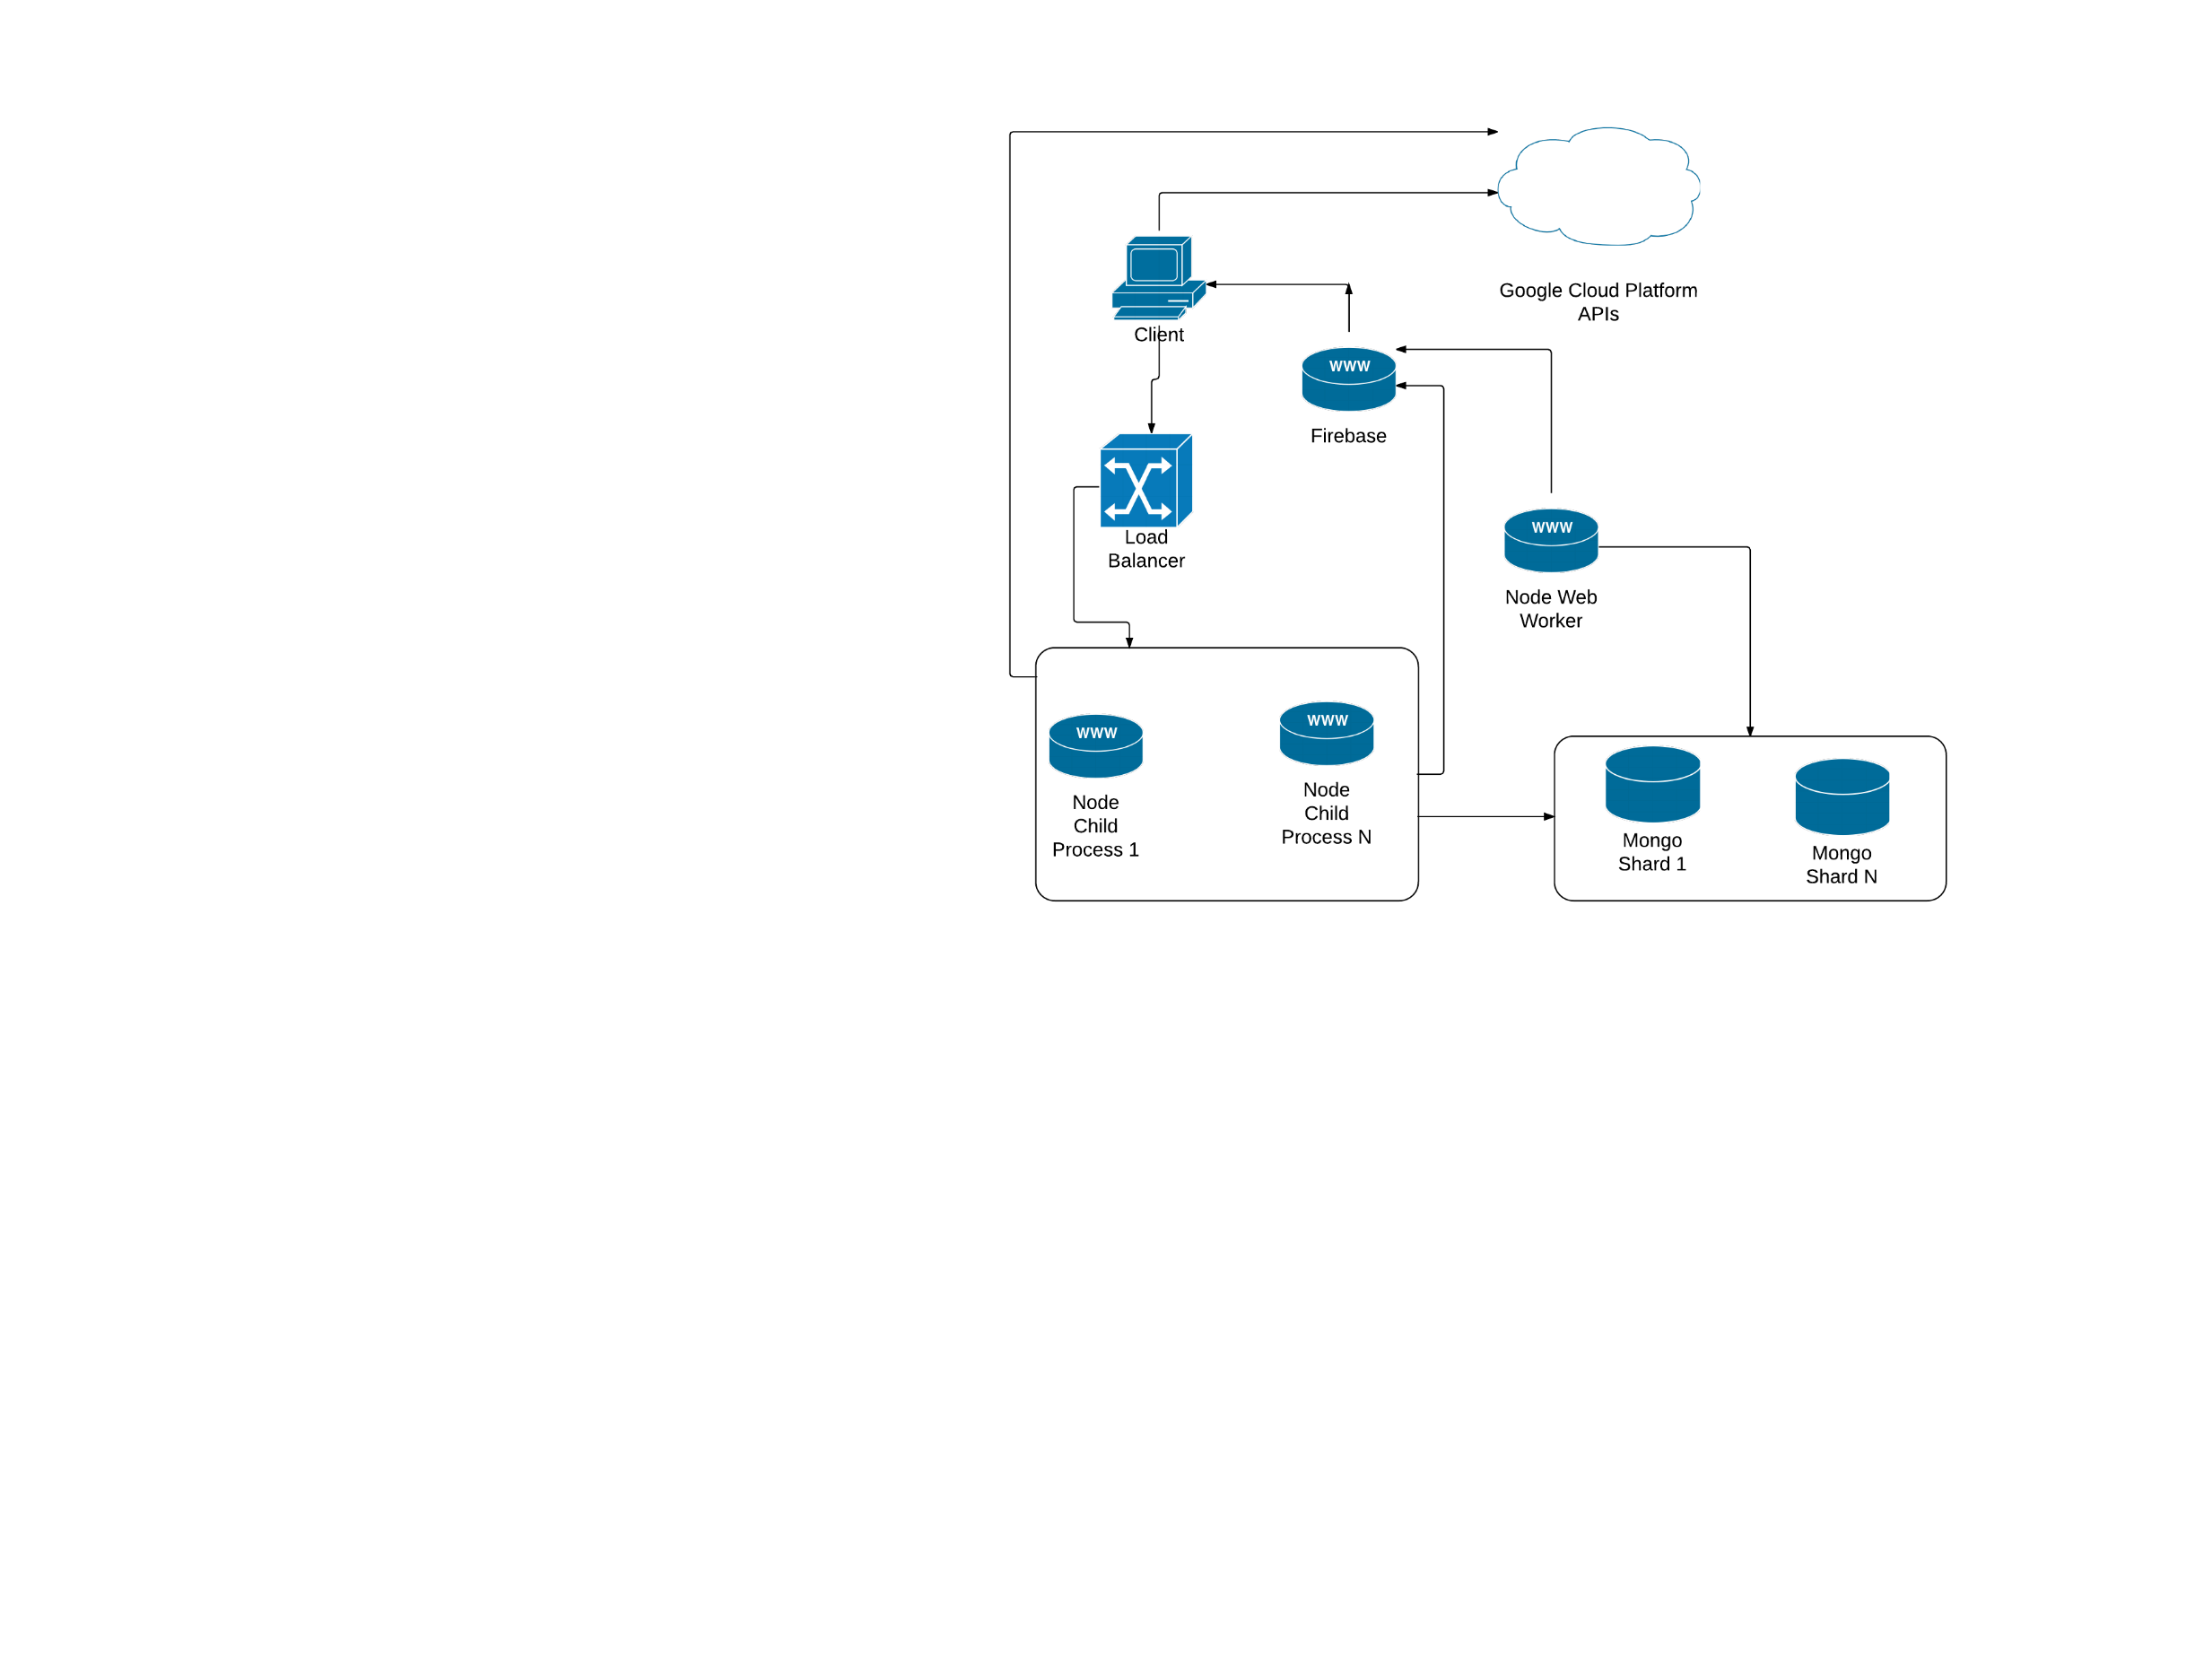 Google Cloud Platform
APIs
Client
WWW
Firebase
WWW
Load
Balancer
Node Web
Worker
WWW
WWW
Node
Child
Process 1
Node
Child
Process N
Mongo
Shard 1
Mongo
Shard N